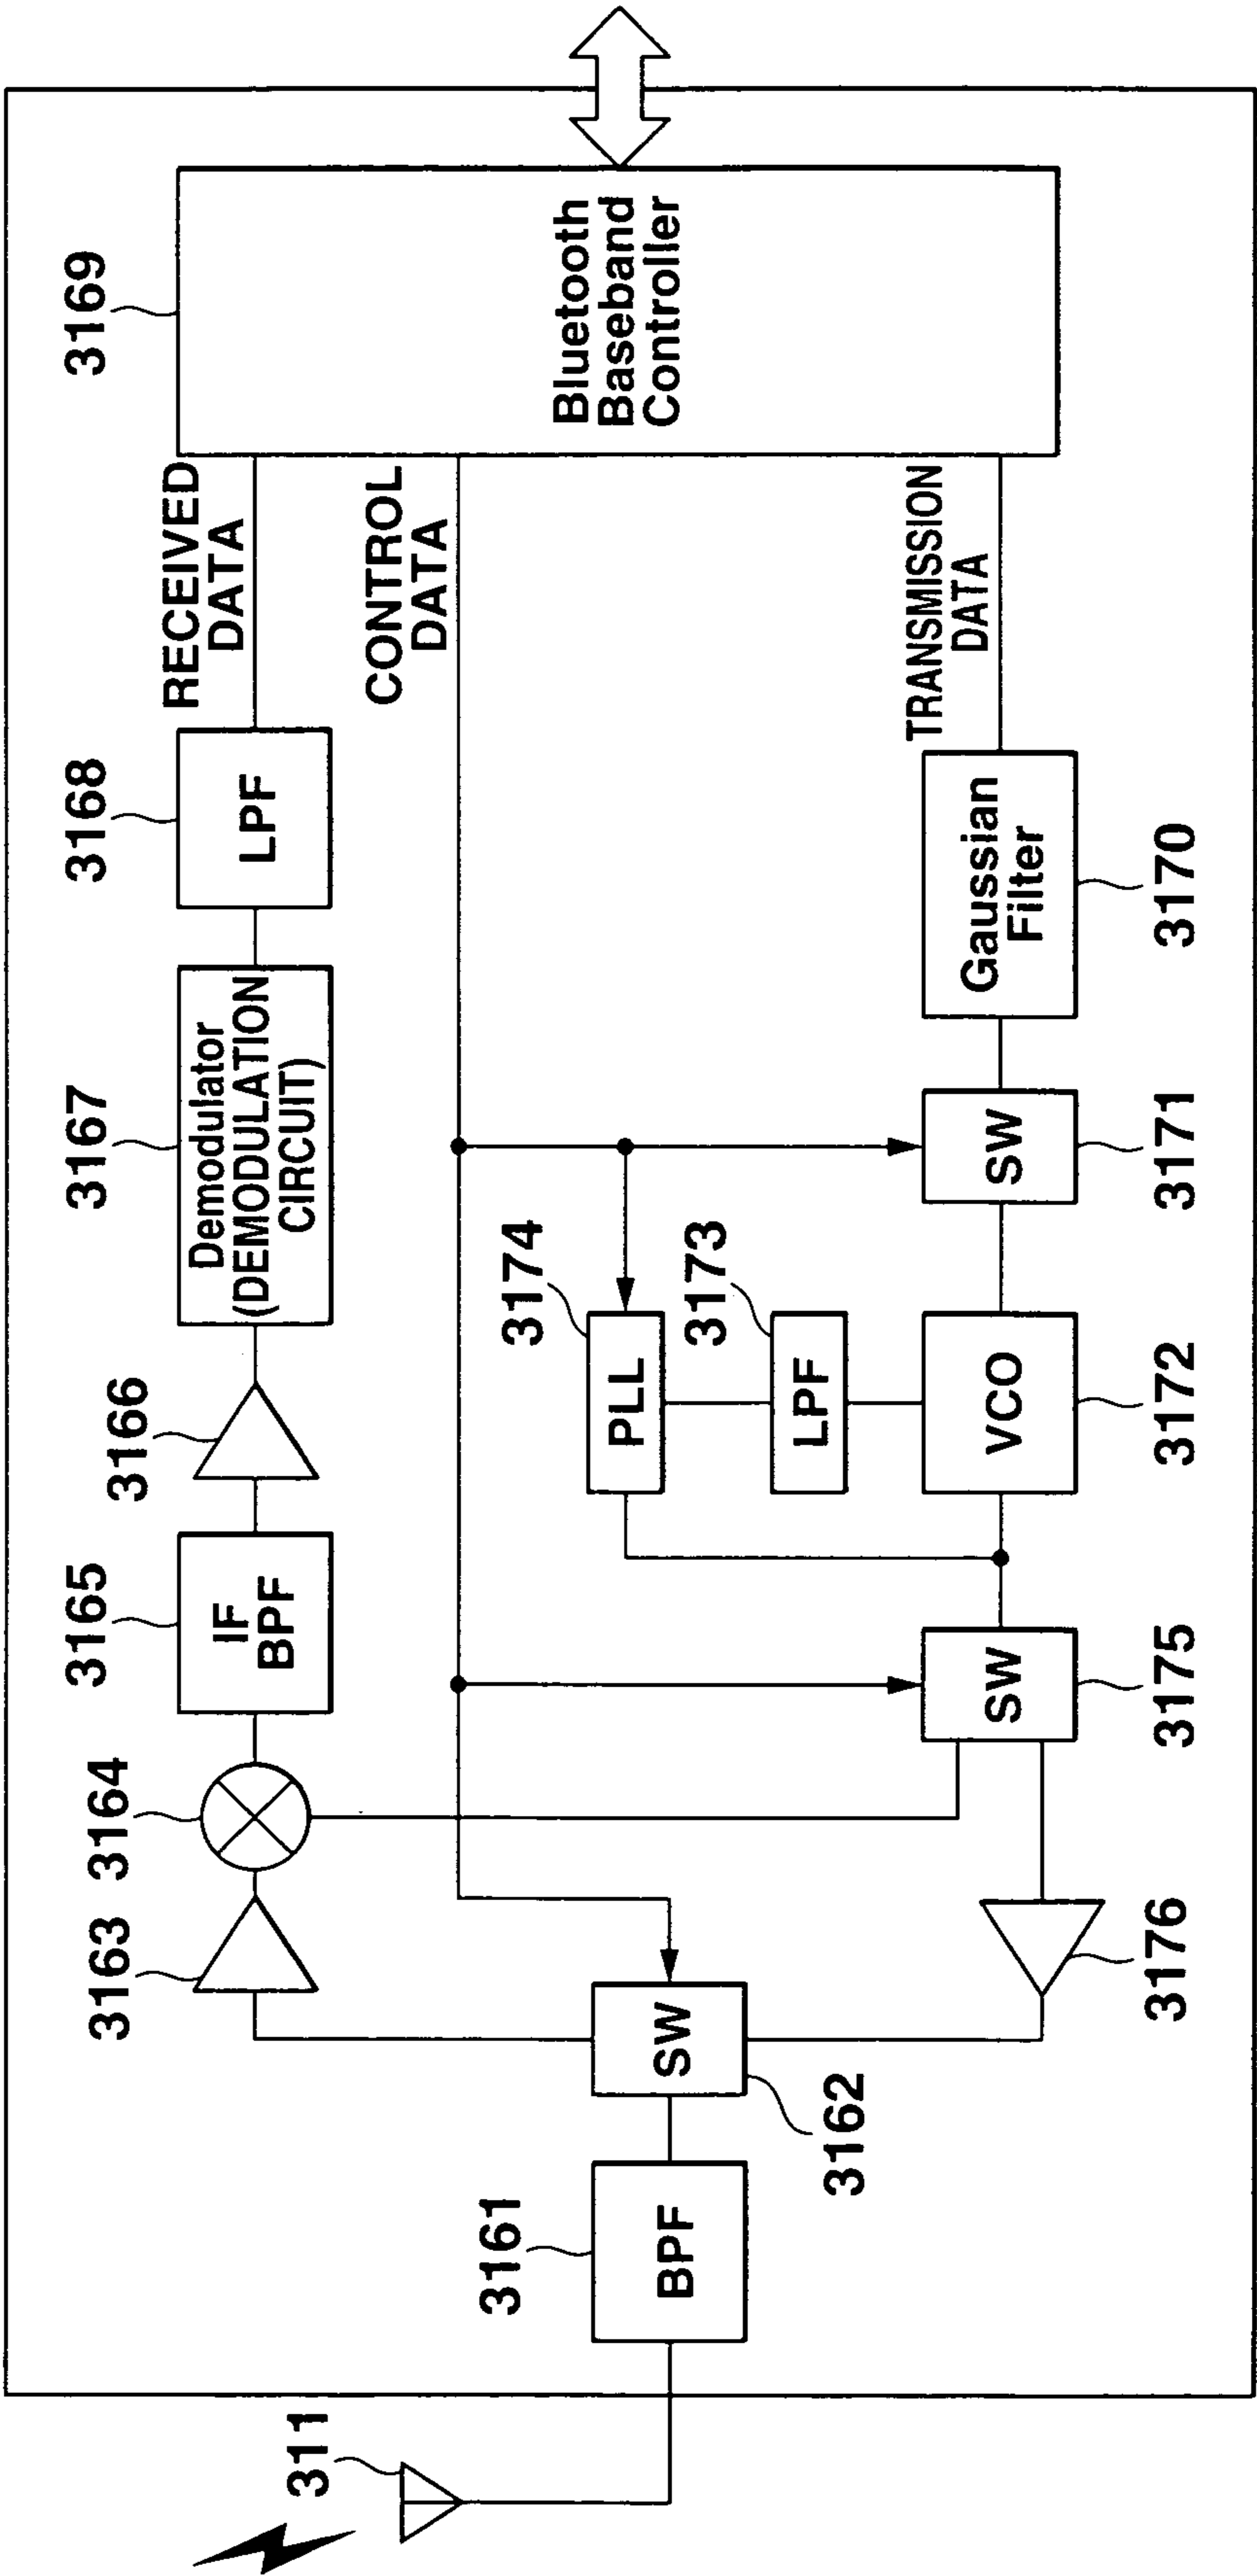 3163
3164
3165
3166
3167
3168
3169
IF
BPF
Demodulator
(DEMODULATION
CIRCUIT)
LPF
RECEIVED
DATA
CONTROL
DATA
Bluetooth
Baseband
Controller
311
3161
BPF
SW
3162
3174
PLL
3173
LPF
TRANSMISSION
DATA
SW
VCO
SW
Gaussian
Filter
3176
3175
3172
3171
3170